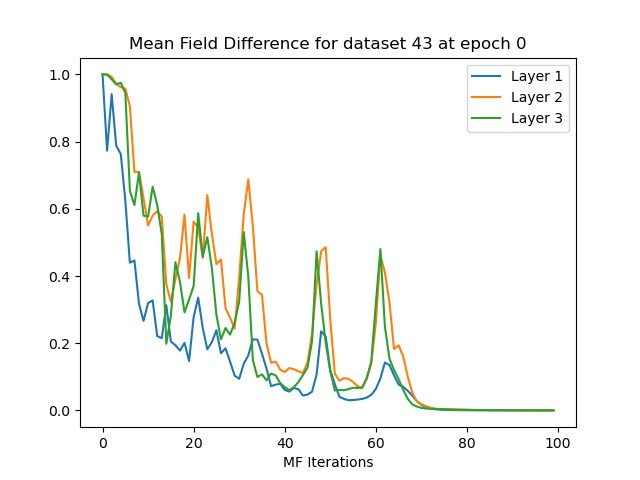 Mean Field Difference for dataset 43 at epoch 0
Layer 1
Layer 2
Layer 3
1.0
0.8
0.6
0.4
0.2
0.0
0 20 40 60 80 100
MF Iterations